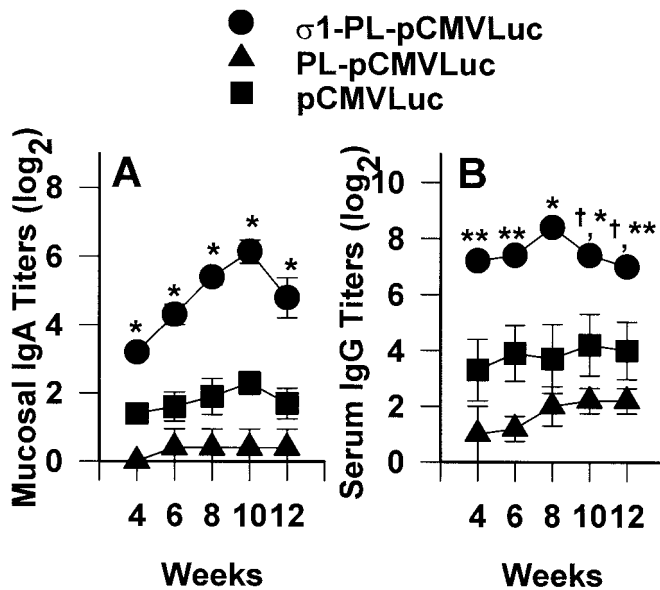 ● σ1-PL-pCMVLuc
▲ PL-pCMVLuc
■ pCMVLuc
A
Mucosal IgA Titers (log2)
8
6
4
2
0
* * * * *
4 6 8 10 12
Weeks
B
Serum IgG Titers (log2)
10
8
6
4
2
0
** ** * †,* †,**
4 6 8 10 12
Weeks